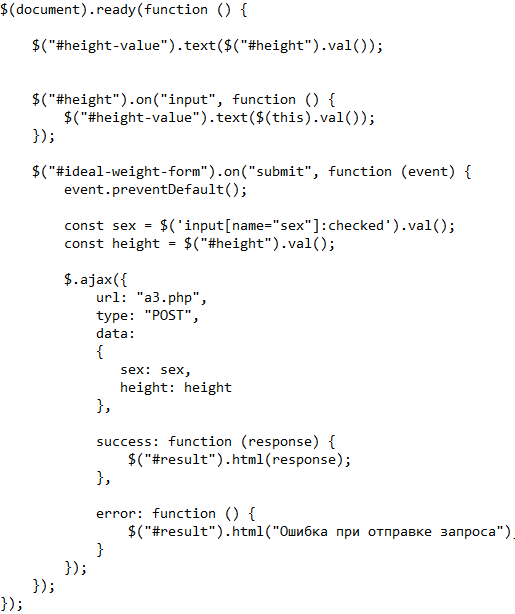 $(document).ready(function () {
$("#height-value").text($("#height").val());
$("#height").on("input", function () {
$("#height-value").text($(this).val());
});
$("#ideal-weight-form").on("submit", function (event) {
event.preventDefault();
const sex = $('input[name="sex"]:checked').val();
const height = $("#height").val();
$.ajax({
url: "a3.php",
type: "POST",
data:
{
sex: sex,
height: height
},
success: function (response) {
$("#result").html(response);
},
error: function () {
$("#result").html("Ошибка при отправке запроса")
}
});
});
});